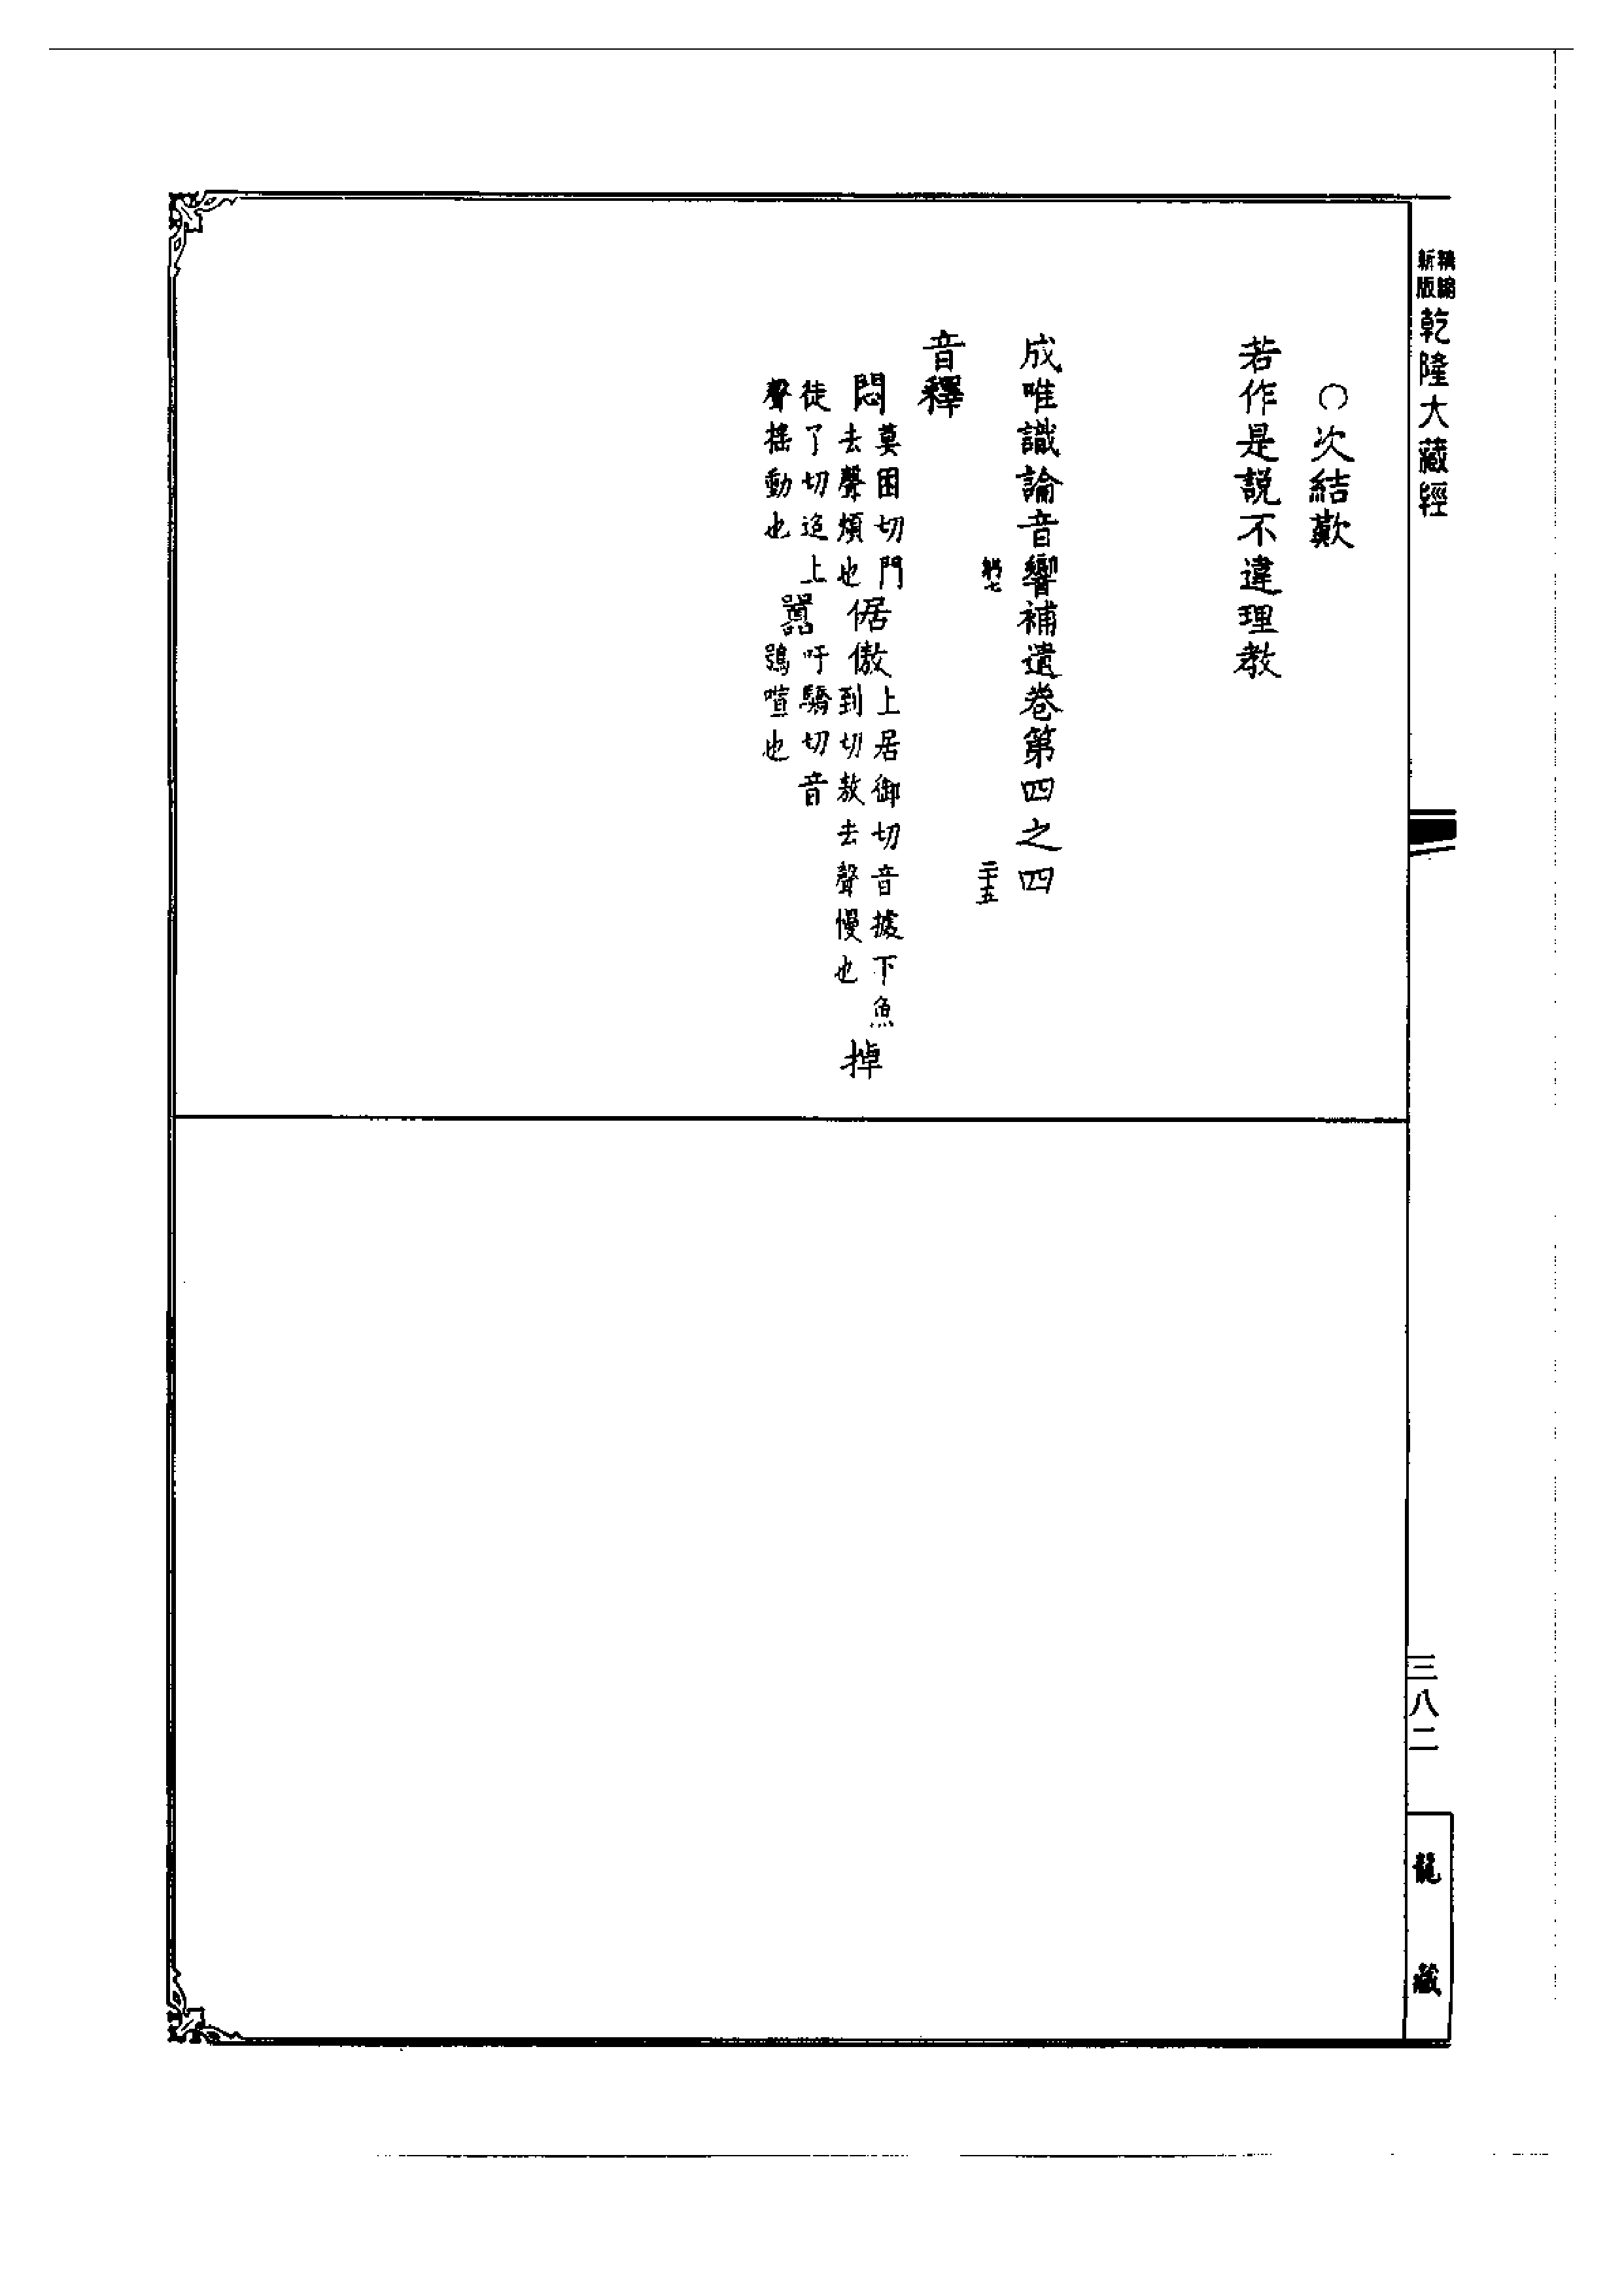 精編
新版
乾隆大藏經
三八二
龍藏
○次結歎
若作是說不違理教
成唯識論音響補遺卷第四之四
二十五
音釋
悶莫困切門去聲煩也倨傲上居御切音據下魚到切敖去聲慢也掉
徒了切迢上聲搖動也囂吁驕切音鴞喧也